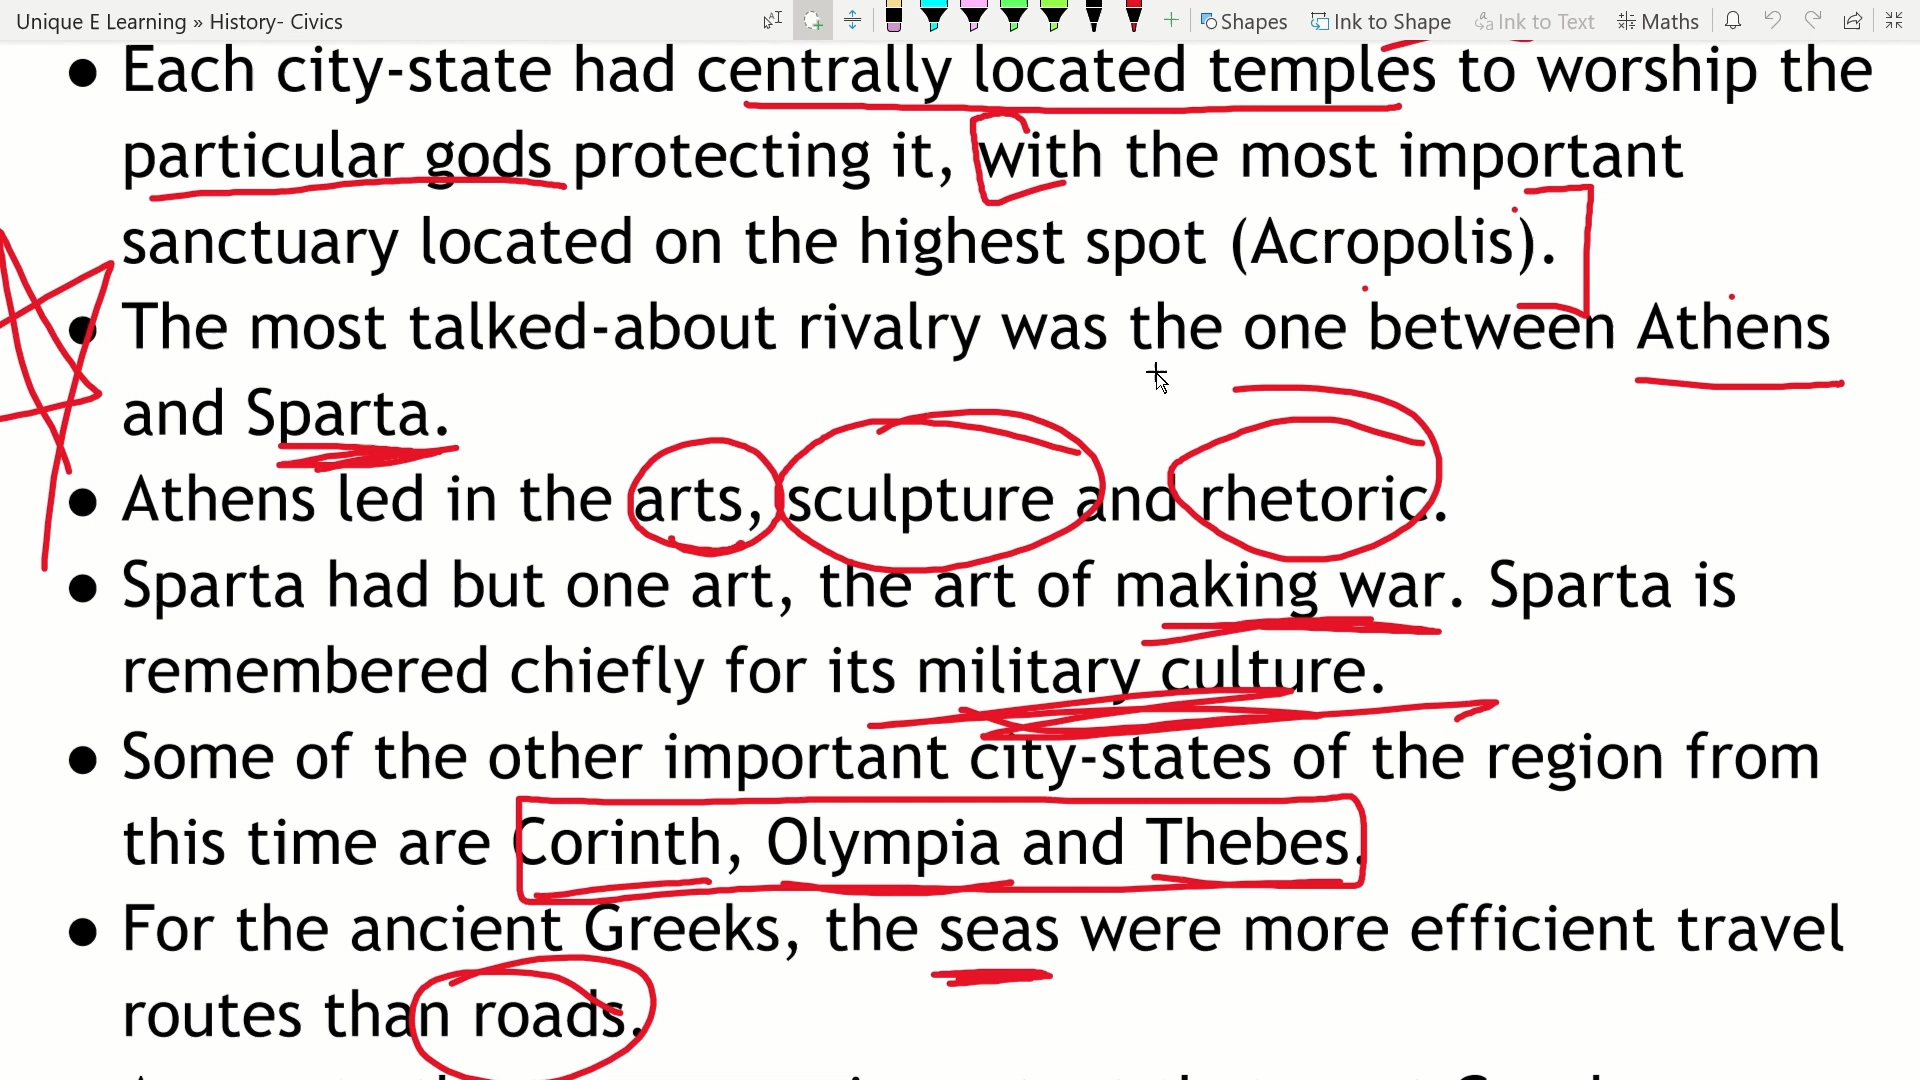 Unique E Learning » History- Civics
Shapes Ink to Shape Ink to Text Maths
● Each city-state had centrally located temples to worship the
particular gods protecting it, with the most important
sanctuary located on the highest spot (Acropolis).
● The most talked-about rivalry was the one between Athens
and Sparta.
● Athens led in the arts, sculpture and rhetoric.
● Sparta had but one art, the art of making war. Sparta is
remembered chiefly for its military culture.
● Some of the other important city-states of the region from
this time are Corinth, Olympia and Thebes.
● For the ancient Greeks, the seas were more efficient travel
routes than roads.